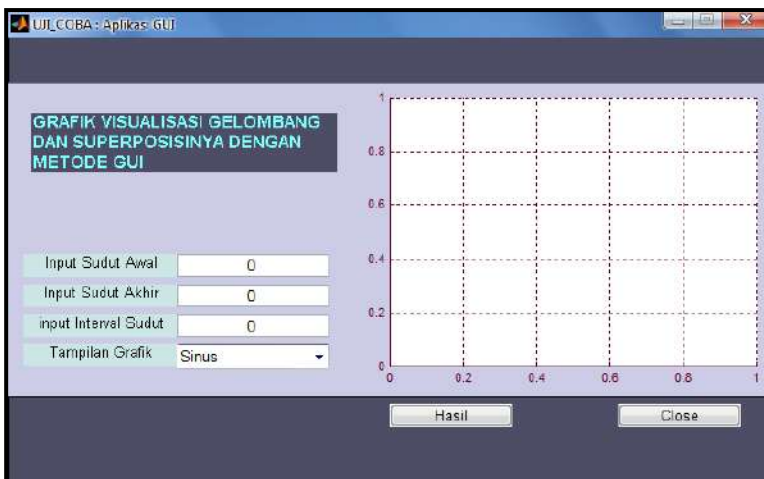 UJI_COBA : Aplikasi GUI
GRAFIK VISUALISASI GELOMBANG
DAN SUPERPOSISINYA DENGAN
METODE GUI
Input Sudut Awal 0
Input Sudut Akhir 0
input Interval Sudut 0
Tampilan Grafik Sinus
1
0.8
0.6
0.4
0.2
0
0 0.2 0.4 0.6 0.8 1
Hasil Close